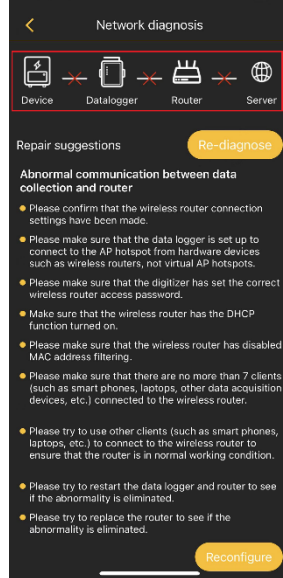 Network diagnosis
Device Datalogger Router Server
Repair suggestions Re-diagnose
Abnormal communication between data
collection and router
Please confirm that the wireless router connection
settings have been made.
Please make sure that the data logger is set up to
connect to the AP hotspot from hardware devices
such as wireless routers, not virtual AP hotspots.
Please make sure that the digitizer has set the correct
wireless router access password.
Make sure that the wireless router has the DHCP
function turned on.
Please make sure that the wireless router has disabled
MAC address filtering.
Please make sure that there are no more than 7 clients
(such as smart phones, laptops, other data acquisition
devices, etc.) connected to the wireless router.
Please try to use other clients (such as smart phones,
laptops, etc.) to connect to the wireless router to
ensure that the router is in normal working condition.
Please try to restart the data logger and router to see
if the abnormality is eliminated.
Please try to replace the router to see if the
abnormality is eliminated.
Reconfigure